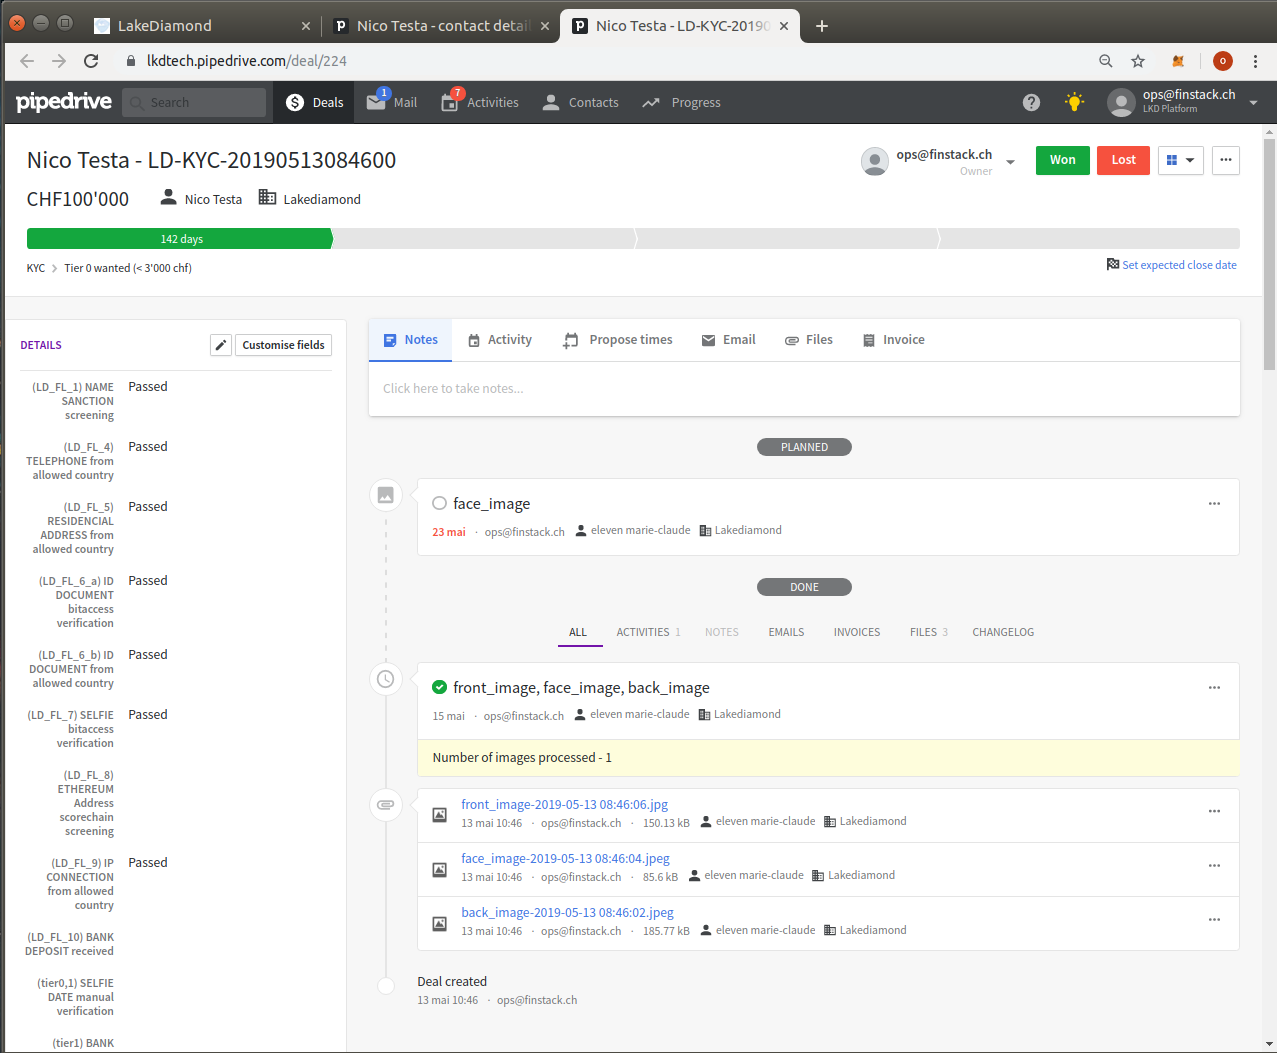 LakeDiamond
Nico Testa - contact detai
Nico Testa - LD-KYC-20190
lkdtech.pipedrive.com/deal/224
o
pipedrive
Search
Deals
1
Mail
7
Activities
Contacts
Progress
ops@finstack.ch
LKD Platform
Nico Testa - LD-KYC-20190513084600
ops@finstack.ch
Owner
Won
Lost
CHF100'000
Nico Testa
Lakediamond
142 days
KYC > Tier 0 wanted (< 3'000 chf)
Set expected close date
DETAILS
Customise fields
(LD_FL_1) NAME
SANCTION
screening
Passed
(LD_FL_4)
TELEPHONE from
allowed country
Passed
(LD_FL_5)
RESIDENCIAL
ADDRESS from
allowed country
Passed
(LD_FL_6_a) ID
DOCUMENT
bitaccess
verification
Passed
(LD_FL_6_b) ID
DOCUMENT from
allowed country
Passed
(LD_FL_7) SELFIE
bitaccess
verification
Passed
(LD_FL_8)
ETHEREUM
Address
scorechain
screening
(LD_FL_9) IP
CONNECTION
from allowed
country
Passed
(LD_FL_10) BANK
DEPOSIT received
(tier0,1) SELFIE
DATE manual
verification
(tier1) BANK
Notes
Activity
Propose times
Email
Files
Invoice
Click here to take notes...
PLANNED
face_image
23 mai · ops@finstack.ch eleven marie-claude Lakediamond
DONE
ALL
ACTIVITIES 1
NOTES
EMAILS
INVOICES
FILES 3
CHANGELOG
front_image, face_image, back_image
15 mai · ops@finstack.ch eleven marie-claude Lakediamond
Number of images processed - 1
front_image-2019-05-13 08:46:06.jpg
13 mai 10:46 · ops@finstack.ch · 150.13 kB eleven marie-claude Lakediamond
face_image-2019-05-13 08:46:04.jpeg
13 mai 10:46 · ops@finstack.ch · 85.6 kB eleven marie-claude Lakediamond
back_image-2019-05-13 08:46:02.jpeg
13 mai 10:46 · ops@finstack.ch · 185.77 kB eleven marie-claude Lakediamond
Deal created
13 mai 10:46 · ops@finstack.ch